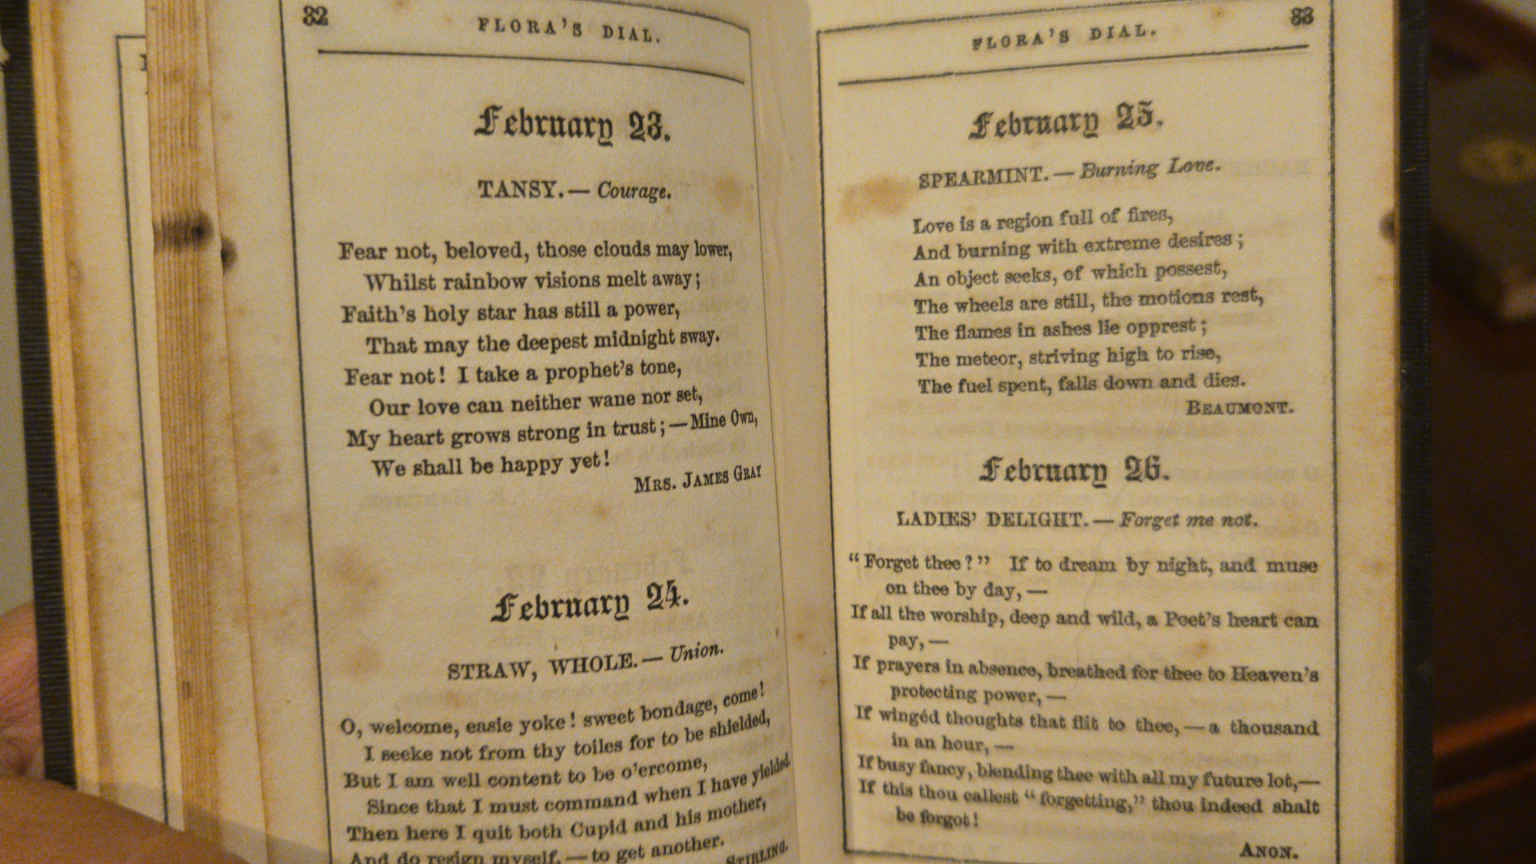 32
FLORA'S DIAL.
February 23.
TANSY.— Courage.
Fear not, beloved, those clouds may lower,
Whilst rainbow visions melt away;
Faith's holy star has still a power,
That may the deepest midnight sway.
Fear not! I take a prophet's tone,
Our love can neither wane nor set,
My heart grows strong in trust;—Mine Own,
We shall be happy yet!
MRS. JAMES GRAY
February 24.
STRAW, WHOLE.— Union.
O, welcome, easie yoke! sweet bondage, come!
I seeke not from thy toiles for to be shielded,
But I am well content to be o'ercome,
Since that I must command when I have yielded
Then here I quit both Cupid and his mother,
And do resign myself,—to get another.
STIRLING.
33
FLORA'S DIAL.
February 25.
SPEARMINT.— Burning Love.
Love is a region full of fires,
And burning with extreme desires;
An object seeks, of which possest,
The wheels are still, the motions rest,
The flames in ashes lie opprest;
The meteor, striving high to rise,
The fuel spent, falls down and dies.
BEAUMONT.
February 26.
LADIES' DELIGHT.— Forget me not.
"Forget thee?" If to dream by night, and muse
on thee by day,—
If all the worship, deep and wild, a Poet's heart can
pay,—
If prayers in absence, breathed for thee to Heaven's
protecting power,—
If wingéd thoughts that flit to thee,—a thousand
in an hour,—
If busy fancy, blending thee with all my future lot,—
If this thou callest "forgetting," thou indeed shalt
be forgot!
ANON.